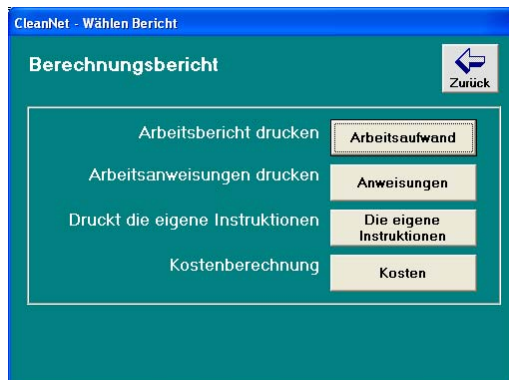 CleanNet - Wählen Bericht
Berechnungsbericht
Zurück
Arbeitsbericht drucken
Arbeitsaufwand
Arbeitsanweisungen drucken
Anweisungen
Druckt die eigene Instruktionen
Die eigene
Instruktionen
Kostenberechnung
Kosten